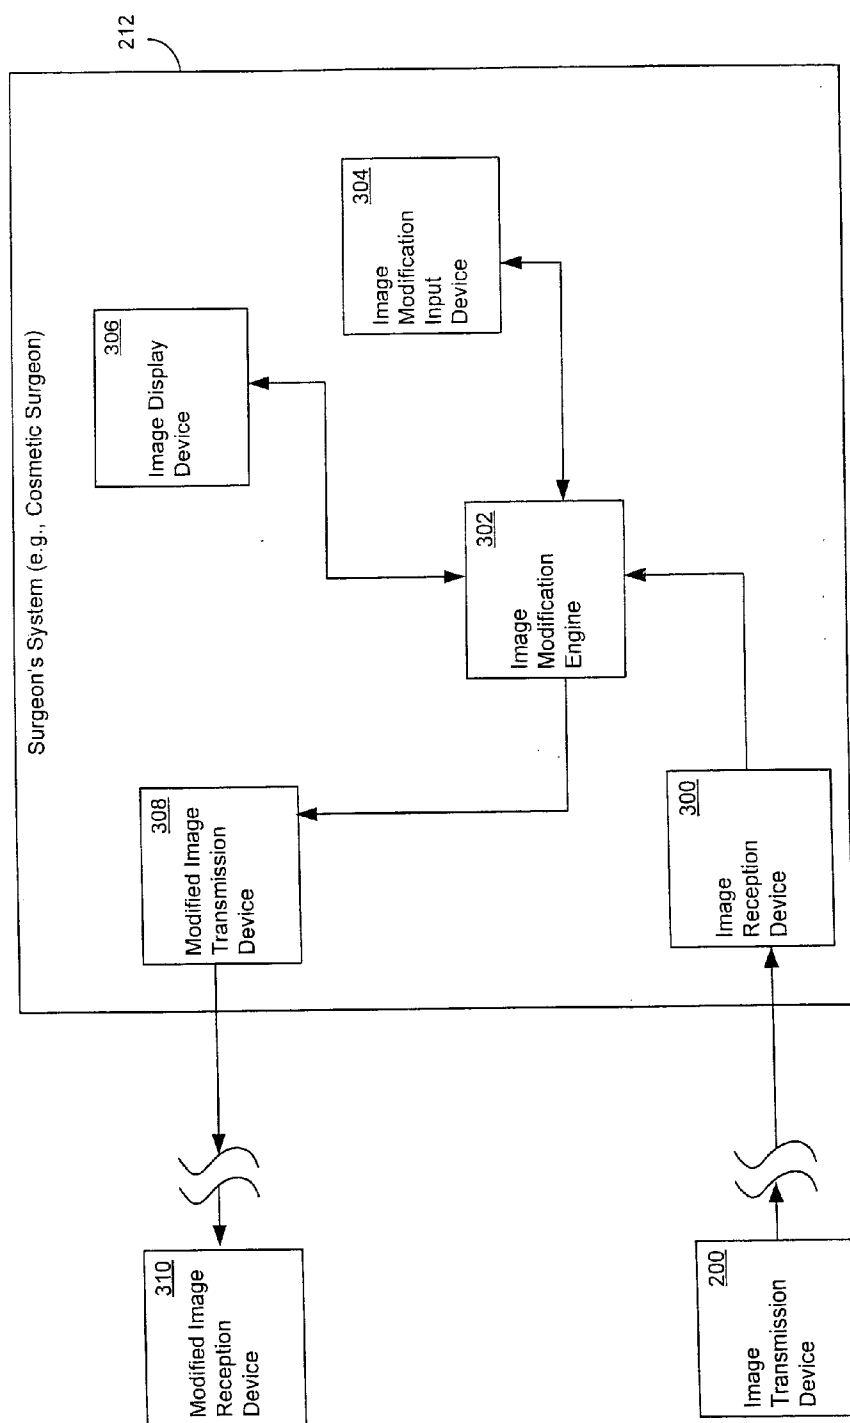 212
Surgeon's System (e.g., Cosmetic Surgeon)
310
Modified Image
Reception
Device
308
Modified Image
Transmission
Device
306
Image Display
Device
304
Image
Modification
Input
Device
302
Image
Modification
Engine
200
Image
Transmission
Device
300
Image
Reception
Device